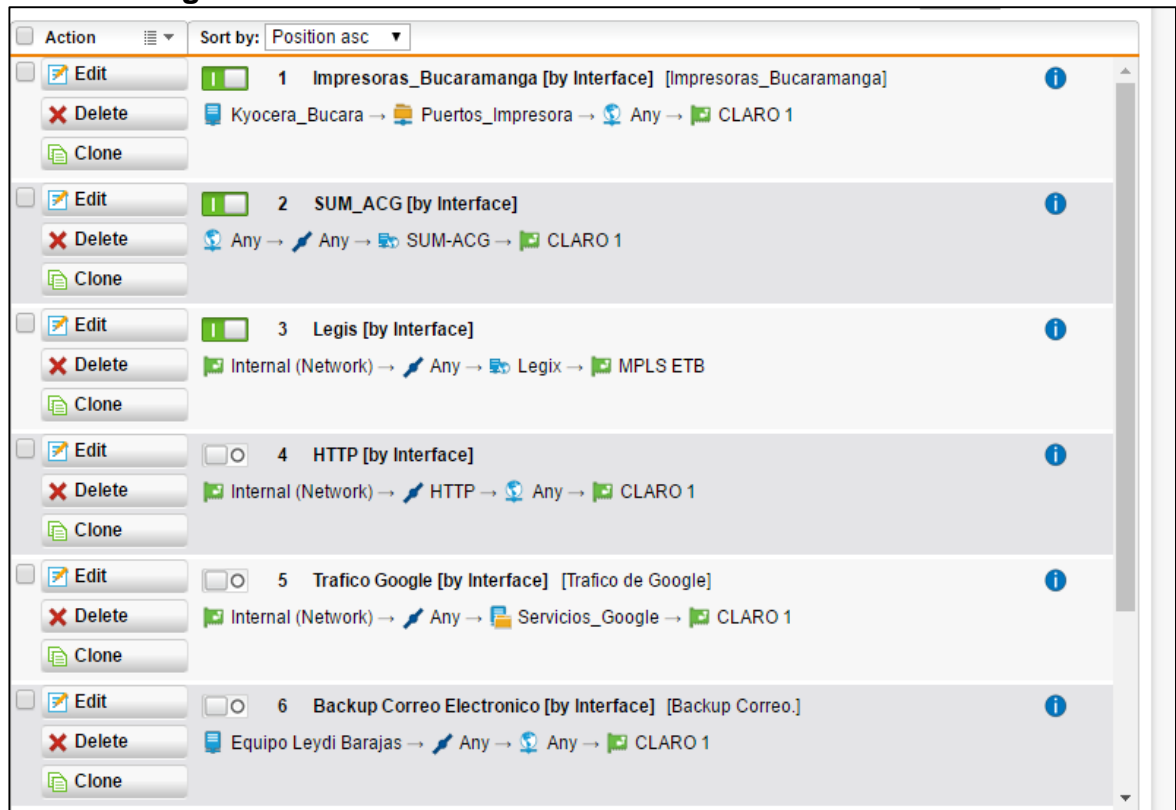 Action Sort by: Position asc
Edit 1 Impresoras_Bucaramanga [by Interface] [Impresoras_Bucaramanga]
Delete Kyocera_Bucara → Puertos_Impresora → Any → CLARO 1
Clone
Edit 2 SUM_ACG [by Interface]
Delete Any → Any → SUM-ACG → CLARO 1
Clone
Edit 3 Legis [by Interface]
Delete Internal (Network) → Any → Legix → MPLS ETB
Clone
Edit 4 HTTP [by Interface]
Delete Internal (Network) → HTTP → Any → CLARO 1
Clone
Edit 5 Trafico Google [by Interface] [Trafico de Google]
Delete Internal (Network) → Any → Servicios_Google → CLARO 1
Clone
Edit 6 Backup Correo Electronico [by Interface] [Backup Correo.]
Delete Equipo Leydi Barajas → Any → Any → CLARO 1
Clone